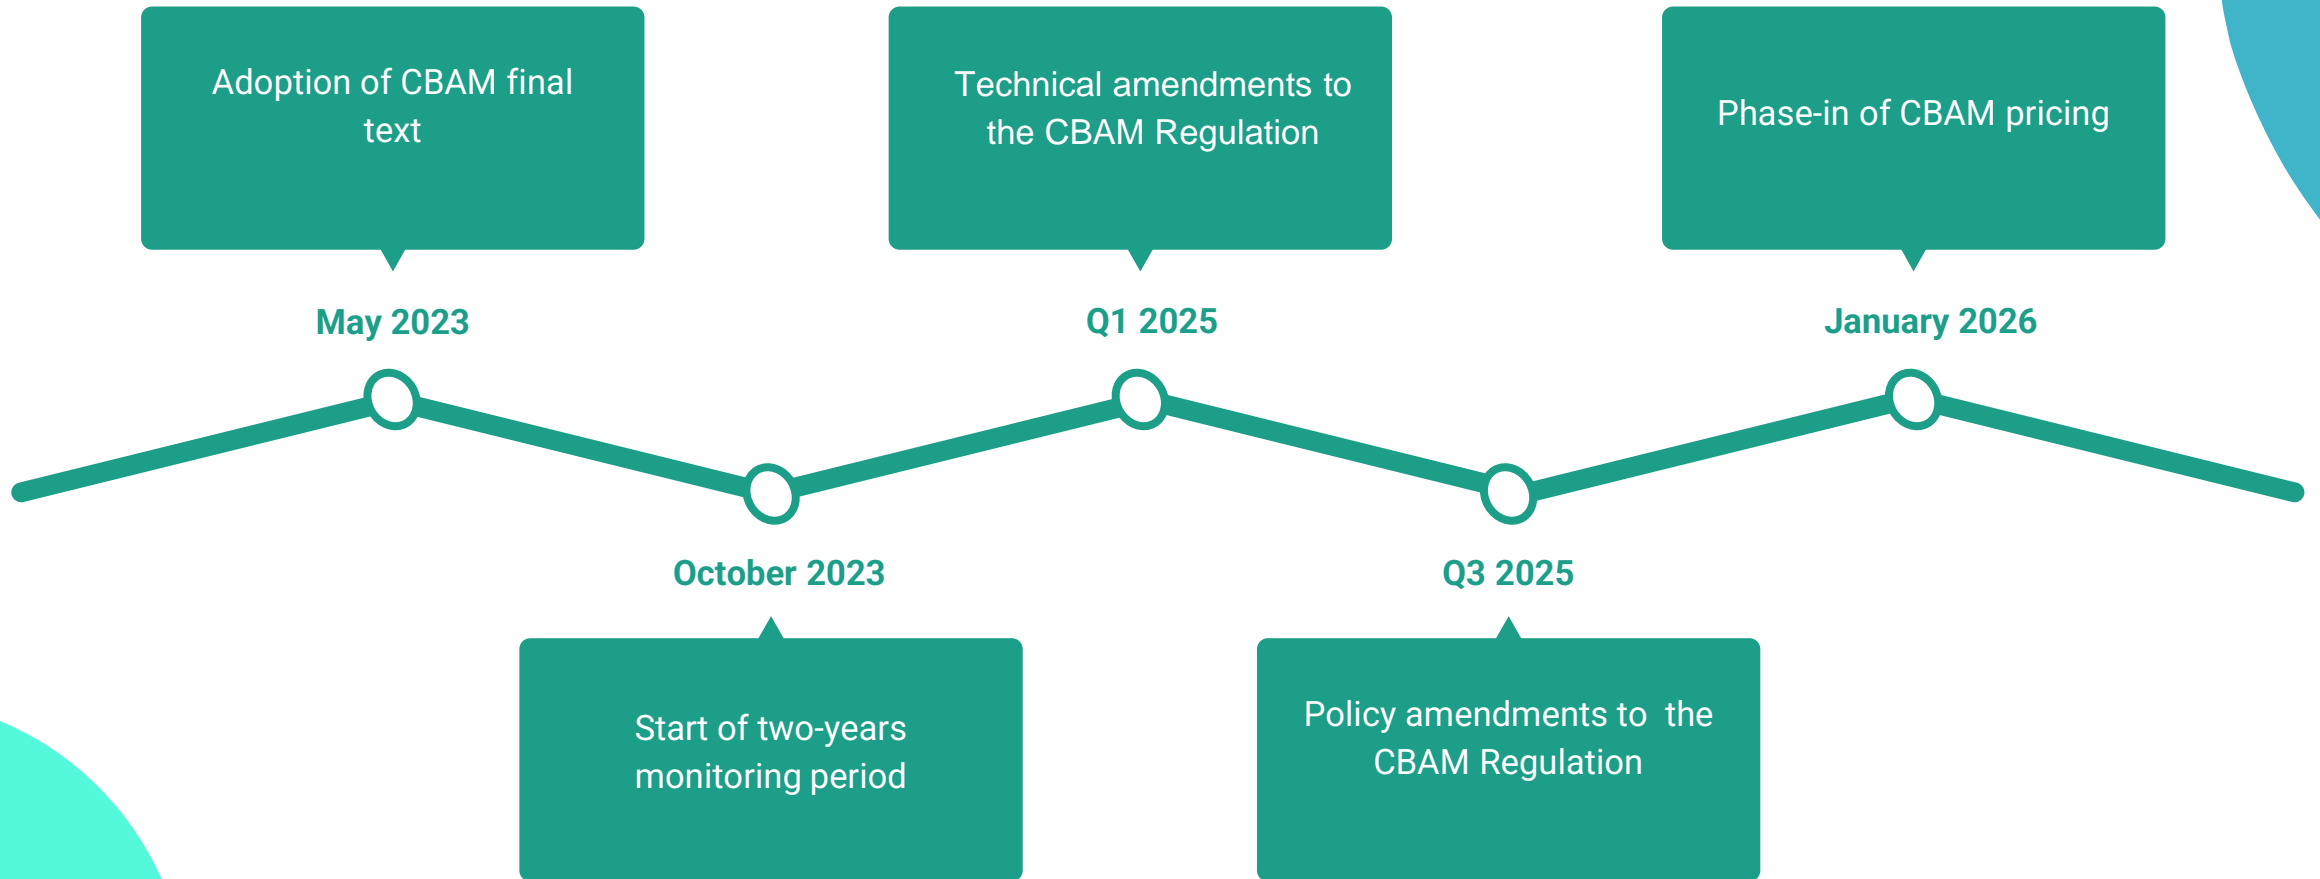 Adoption of CBAM final
text
May 2023
October 2023
Start of two-years
monitoring period
Technical amendments to
the CBAM Regulation
Q1 2025
Q3 2025
Policy amendments to  the
CBAM Regulation
Phase-in of CBAM pricing
January 2026